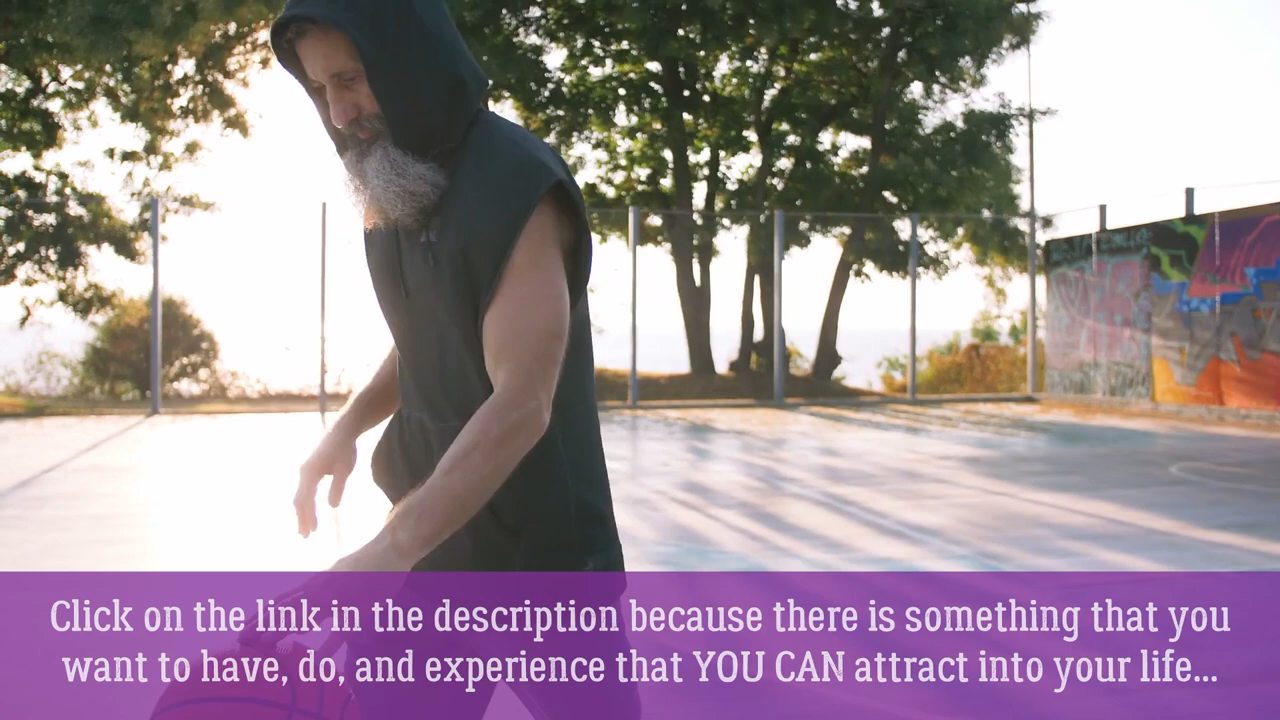 Click on the link in the description because there is something that you
want to have, do, and experience that YOU CAN attract into your life...